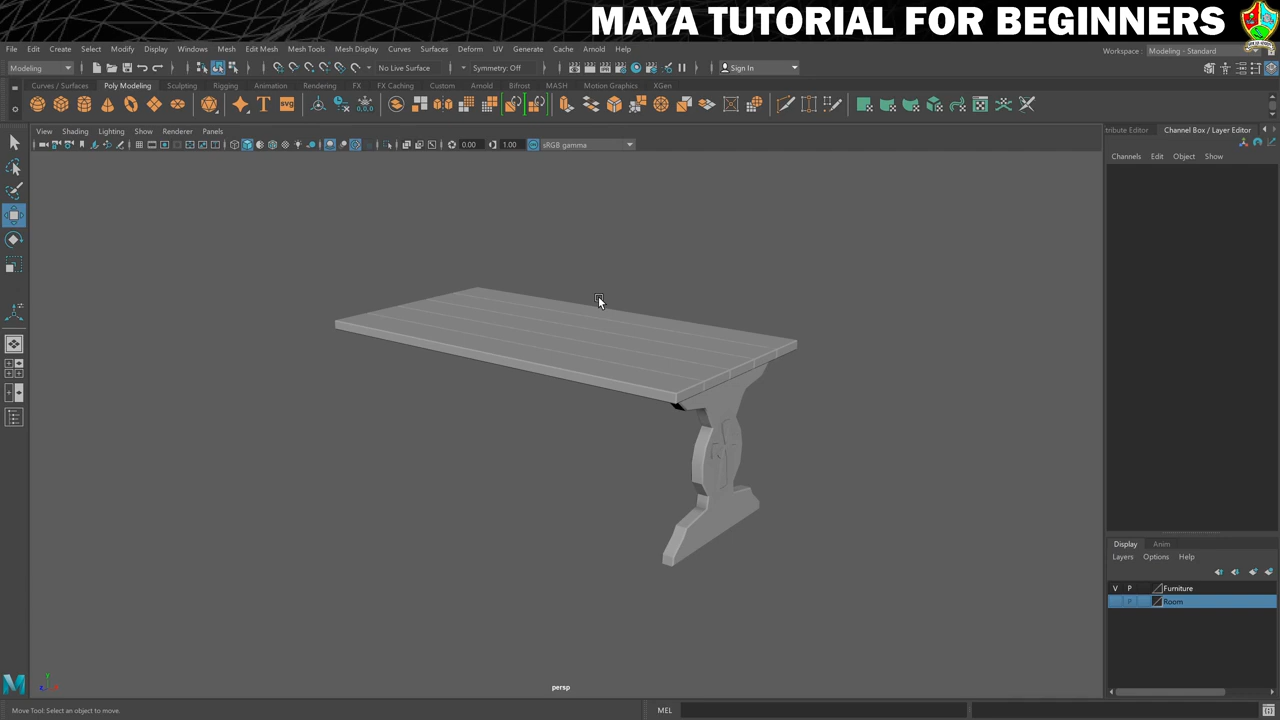 MAYA TUTORIAL FOR BEGINNERS
File Edit Create Select Modify Display Windows Mesh Edit Mesh Mesh Tools Mesh Display Curves Surfaces Deform UV Generate Cache Arnold Help
Workspace : Modeling - Standard
Modeling No Live Surface Symmetry: Off Sign In
Curves / Surfaces Poly Modeling Sculpting Rigging Animation Rendering FX FX Caching Custom Arnold Bifrost MASH Motion Graphics XGen
View Shading Lighting Show Renderer Panels
tribute Editor Channel Box / Layer Editor
0.00 1.00 sRGB gamma
Channels Edit Object Show
Display Anim
Layers Options Help
V P Furniture
P Room
persp
Move Tool: Select an object to move.
MEL